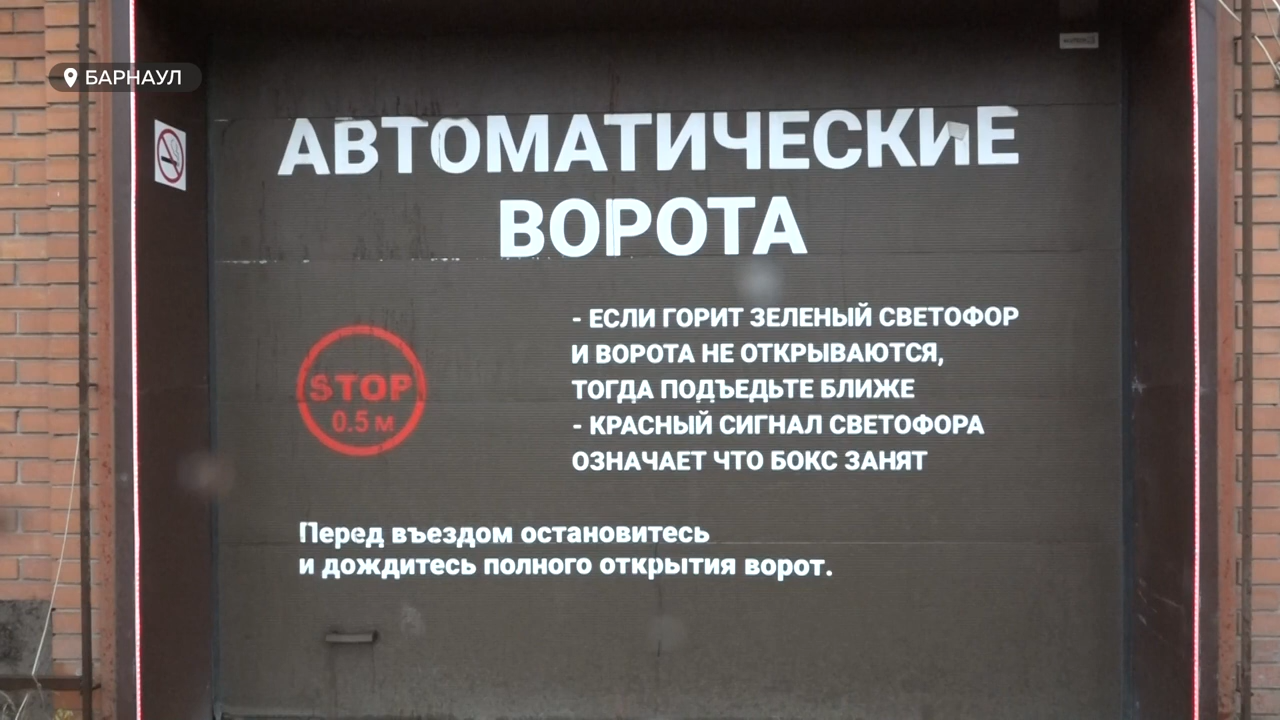 БАРНАУЛ
АВТОМАТИЧЕСКИЕ
ВОРОТА
- ЕСЛИ ГОРИТ ЗЕЛЕНЫЙ СВЕТОФОР
И ВОРОТА НЕ ОТКРЫВАЮТСЯ,
ТОГДА ПОДЪЕДЬТЕ БЛИЖЕ
- КРАСНЫЙ СИГНАЛ СВЕТОФОРА
ОЗНАЧАЕТ ЧТО БОКС ЗАНЯТ
STOP
0.5 м
Перед въездом остановитесь
и дождитесь полного открытия ворот.